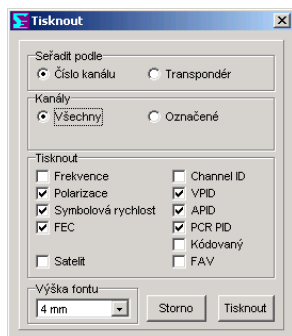 Tisknout
Seřadit podle
Číslo kanálu Transpondér
Kanály
Všechny Označené
Tisknout
Frekvence Channel ID
Polarizace VPID
Symbolová rychlost APID
FEC PCR PID
Kódovaný
Satelit FAV
Výška fontu
4 mm Storno Tisknout